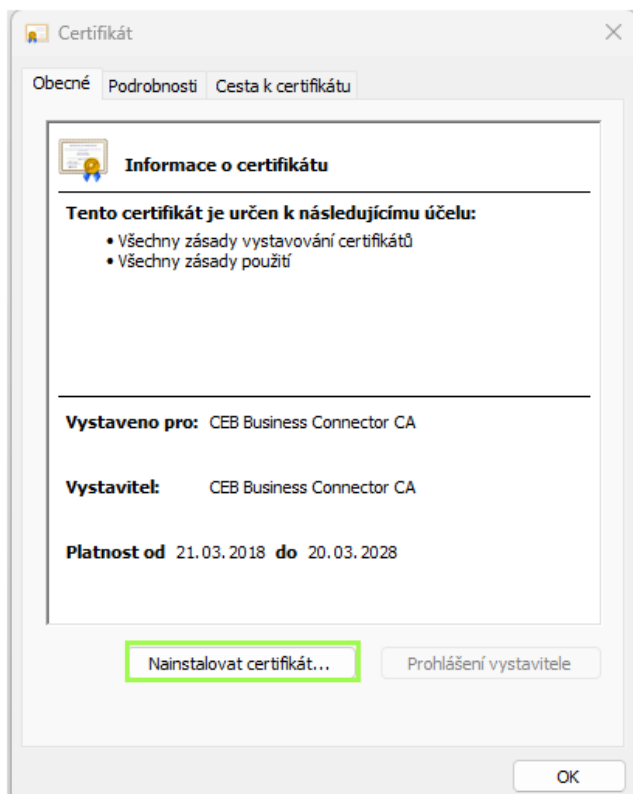 Certifikát
Obecné Podrobnosti Cesta k certifikátu
Informace o certifikátu
Tento certifikát je určen k následujícímu účelu:
• Všechny zásady vystavování certifikátů
• Všechny zásady použití
Vystaveno pro: CEB Business Connector CA
Vystavitel: CEB Business Connector CA
Platnost od 21.03.2018 do 20.03.2028
Nainstalovat certifikát... Prohlášení vystavitele
OK